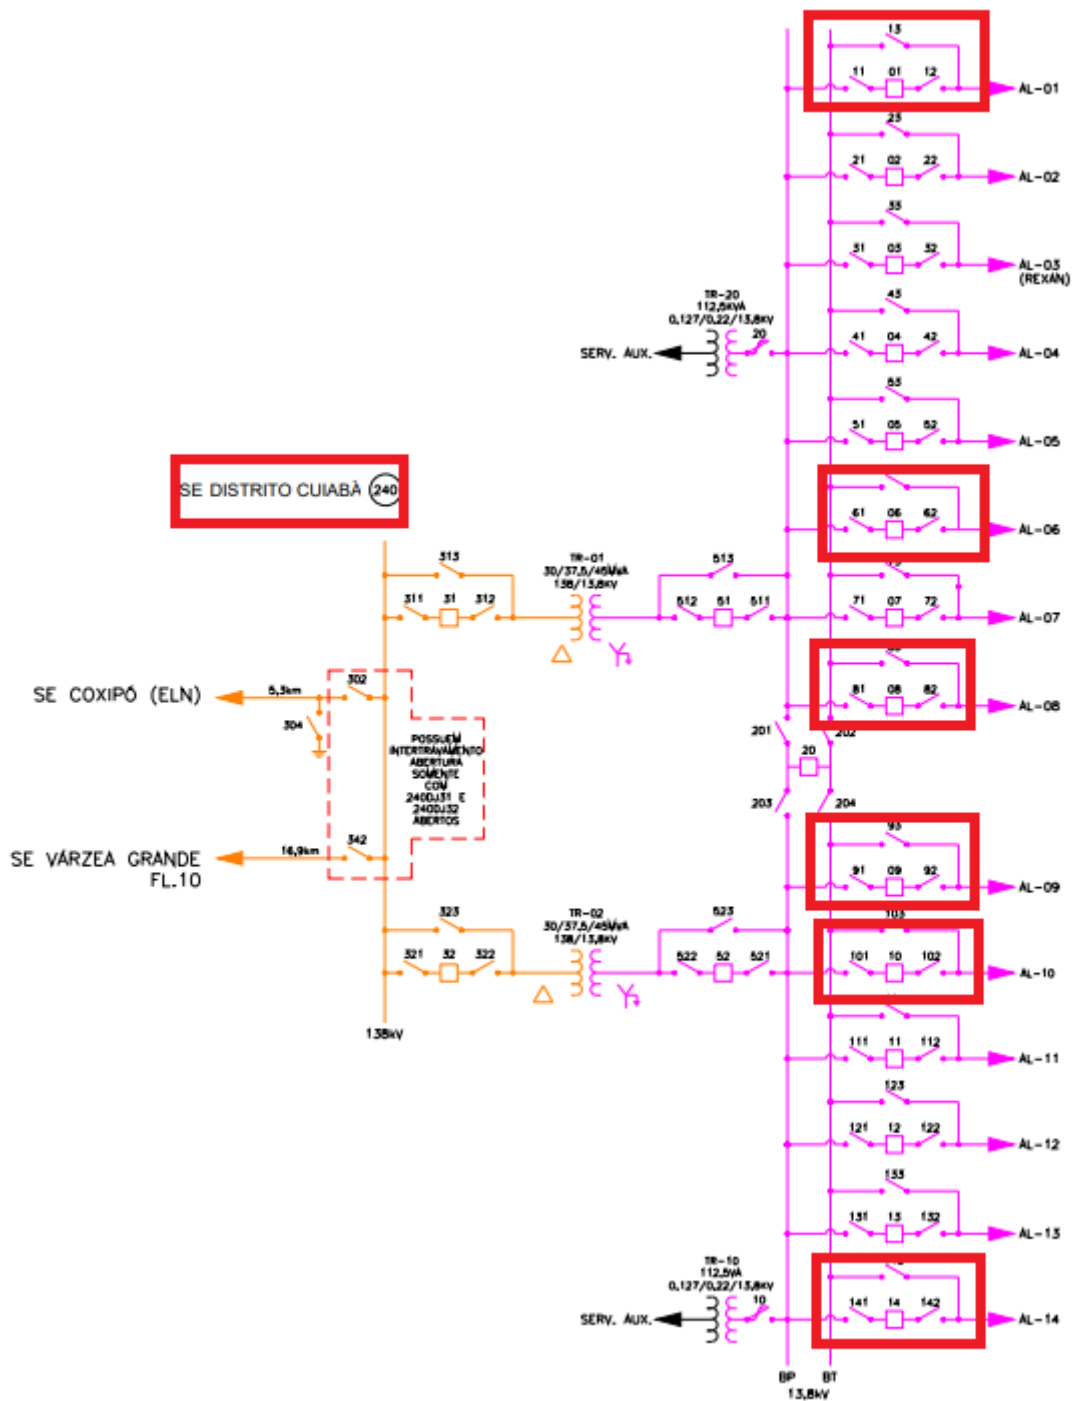 13
11 01 12
AL-01
23
21 02 22
AL-02
33
31 03 32
AL-03
(REXAN)
TR-20
112,5KVA
0,127/0,22/13,8KV
20
SERV. AUX.
43
41 04 42
AL-04
53
51 05 52
AL-05
SE DISTRITO CUIABÀ 240
61 06 62
AL-06
313
311 31 312
TR-01
30/37,5/45MVA
138/13,8KV
513
512 51 511
71 07 72
AL-07
SE COXIPÓ (ELN)
5,3km
302
304
81 08 82
AL-08
POSSUEM
INTERTRAVAMENTO
ABERTURA
SOMENTE
COM
240DJ31 E
240DJ32
ABERTOS
201 202
20
203 204
SE VÁRZEA GRANDE
FL.10
16,9km
342
93
91 09 92
AL-09
323
321 32 322
TR-02
30/37,5/45MVA
138/13,8KV
523
522 52 521
103
101 10 102
AL-10
138kV
111 11 112
AL-11
123
121 12 122
AL-12
133
131 13 132
AL-13
TR-10
112,5VA
0,127/0,22/13,8KV
10
SERV. AUX.
141 14 142
AL-14
BP BT
13,8kV